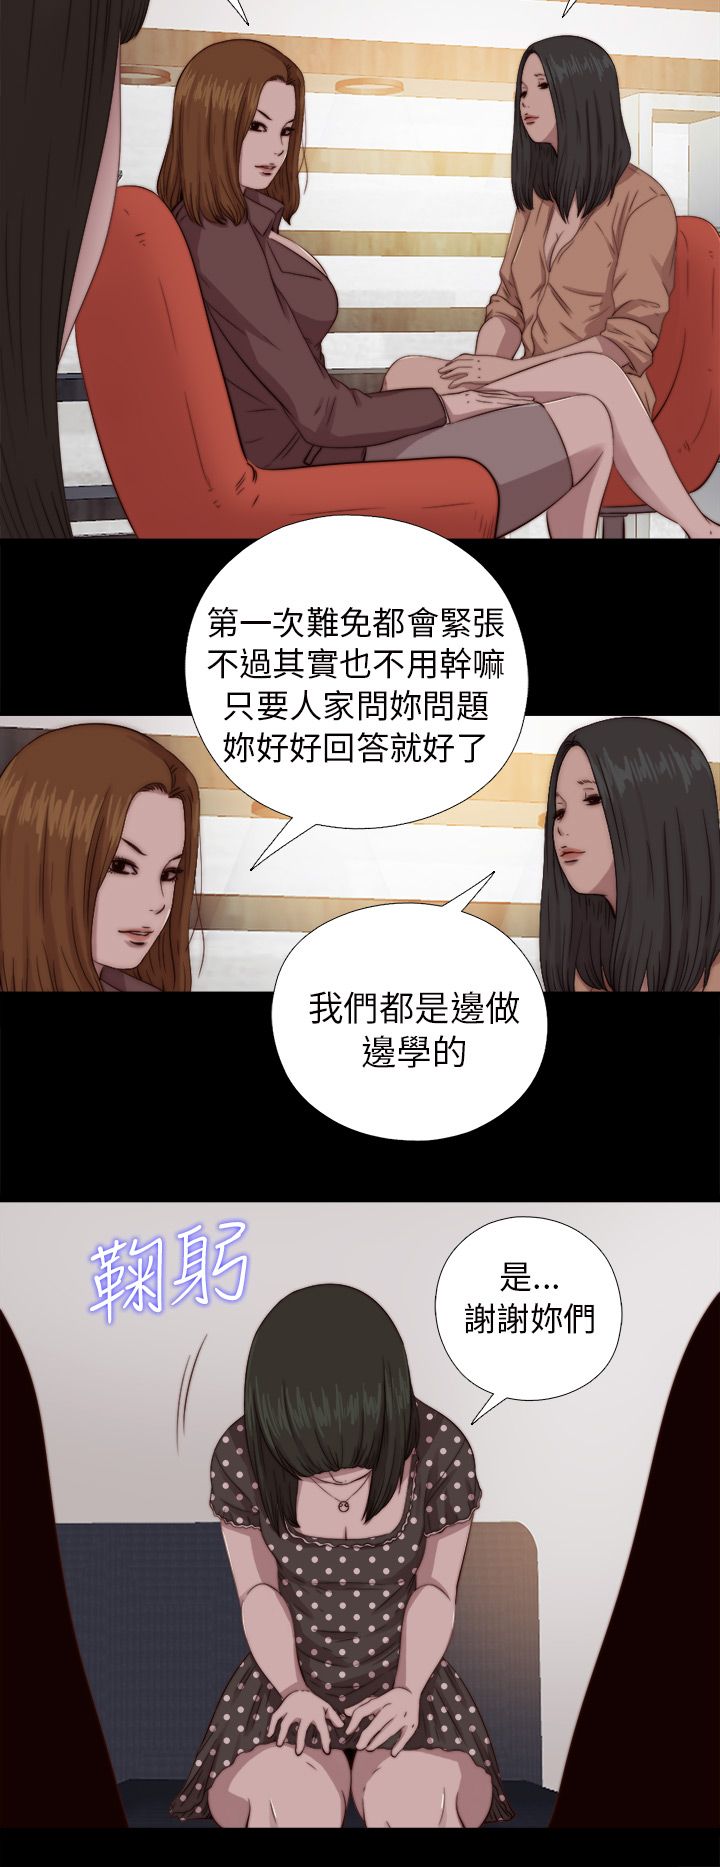 第一次難免都會緊張
不過其實也不用幹嘛
只要人家問妳問題
妳好好回答就好了
我們都是邊做
邊學的
鞠躬
是…
謝謝妳們